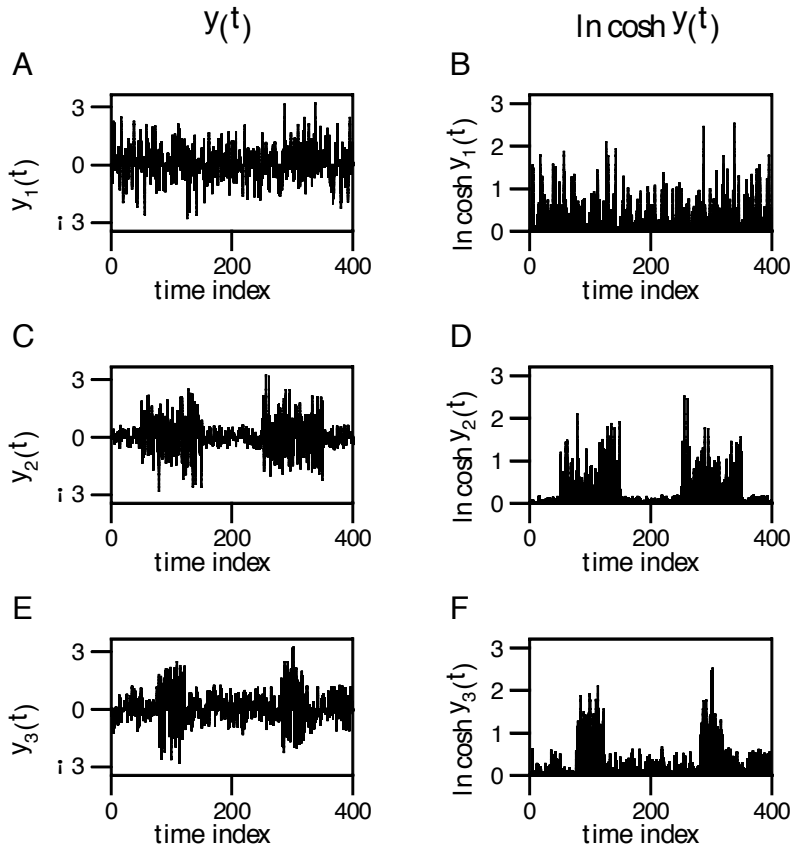 y(t) ln cosh y(t)
A B
3 3
2
0 1
¡ 3 0
y1(t) ln cosh y1(t)
0 200 400 0 200 400
time index time index
C D
3 3
2
0 1
¡ 3 0
y2(t) ln cosh y2(t)
0 200 400 0 200 400
time index time index
E F
3 3
2
0 1
¡ 3 0
y3(t) ln cosh y3(t)
0 200 400 0 200 400
time index time index